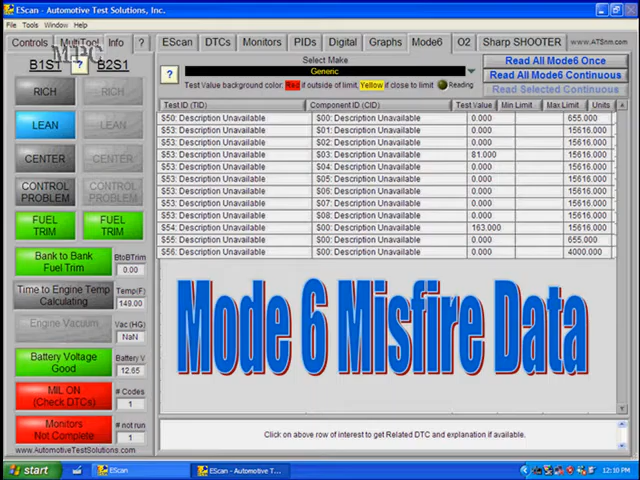 EScan - Automotive Test Solutions, Inc.
File Tools Window Help
Controls MultiTool Info ? EScan DTCs Monitors PIDs Digital Graphs Mode6 O2 Sharp SHOOTER www.ATSnm.com
MPC
B1S1 ? B2S1
RICH RICH
LEAN LEAN
CENTER CENTER
CONTROL PROBLEM CONTROL PROBLEM
FUEL TRIM FUEL TRIM
Bank to Bank Fuel Trim BtoBTrim 0.00
Time to Engine Temp Calculating Temp(F) 149.00
Engine Vacuum Vac (HG) NaN
Battery Voltage Good Battery V 12.65
MIL ON (Check DTCs) # Codes 1
Monitors Not Complete # not run 1
www.AutomotiveTestSolutions.com
Select Make
? Generic
Test Value background color: Red if outside of limit, Yellow if close to limit Reading
Read All Mode6 Once
Read All Mode6 Continuous
Read Selected Continuous
Test ID (TID) Component ID (CID) Test Value Min Limit Max Limit Units
$50: Description Unavailable $00: Description Unavailable 0.000 655.000
$53: Description Unavailable $01: Description Unavailable 0.000 15616.000
$53: Description Unavailable $02: Description Unavailable 0.000 15616.000
$53: Description Unavailable $03: Description Unavailable 81.000 15616.000
$53: Description Unavailable $04: Description Unavailable 0.000 15616.000
$53: Description Unavailable $05: Description Unavailable 0.000 15616.000
$53: Description Unavailable $06: Description Unavailable 0.000 15616.000
$53: Description Unavailable $07: Description Unavailable 0.000 15616.000
$53: Description Unavailable $08: Description Unavailable 0.000 15616.000
$54: Description Unavailable $00: Description Unavailable 163.000 15616.000
$55: Description Unavailable $00: Description Unavailable 0.000 655.000
$56: Description Unavailable $00: Description Unavailable 0.000 4000.000
Mode 6 Misfire Data
Click on above row of interest to get Related DTC and explanation if available.
start EScan EScan - Automotive T... 12:10 PM